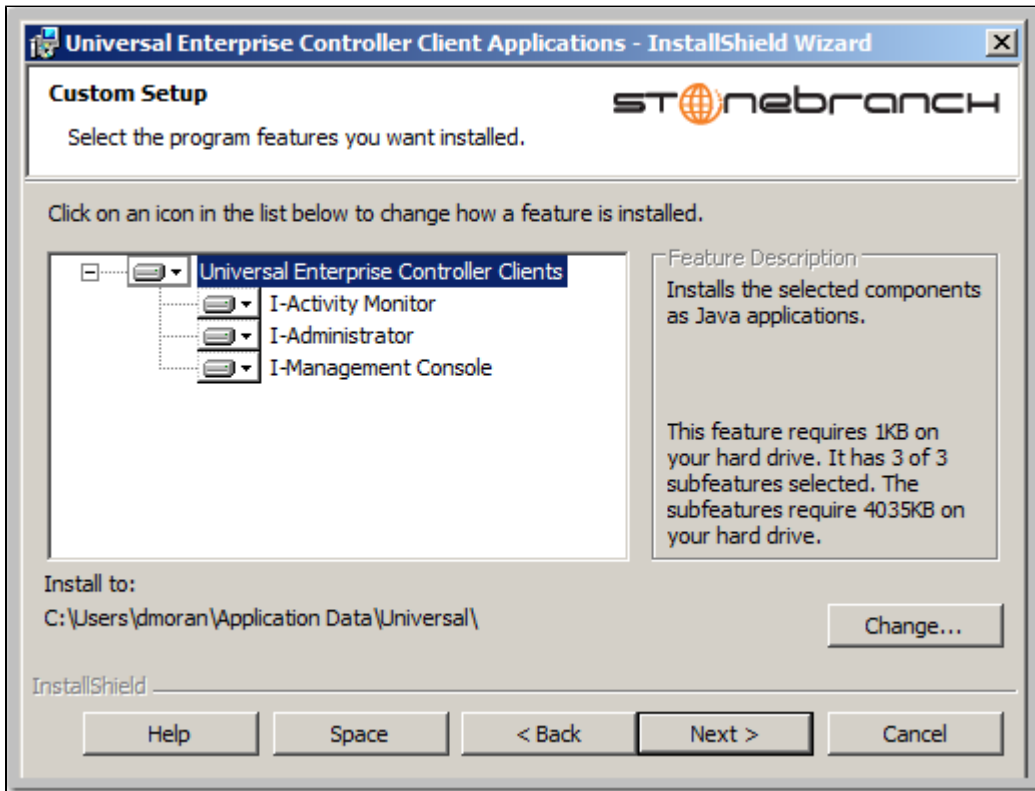 Universal Enterprise Controller Client Applications - InstallShield Wizard
Custom Setup
STONEBRANCH
Select the program features you want installed.
Click on an icon in the list below to change how a feature is installed.
Universal Enterprise Controller Clients
I-Activity Monitor
I-Administrator
I-Management Console
Feature Description
Installs the selected components
as Java applications.
This feature requires 1KB on
your hard drive. It has 3 of 3
subfeatures selected. The
subfeatures require 4035KB on
your hard drive.
Install to:
C:\Users\dmoran\Application Data\Universal\
Change...
InstallShield
Help
Space
< Back
Next >
Cancel